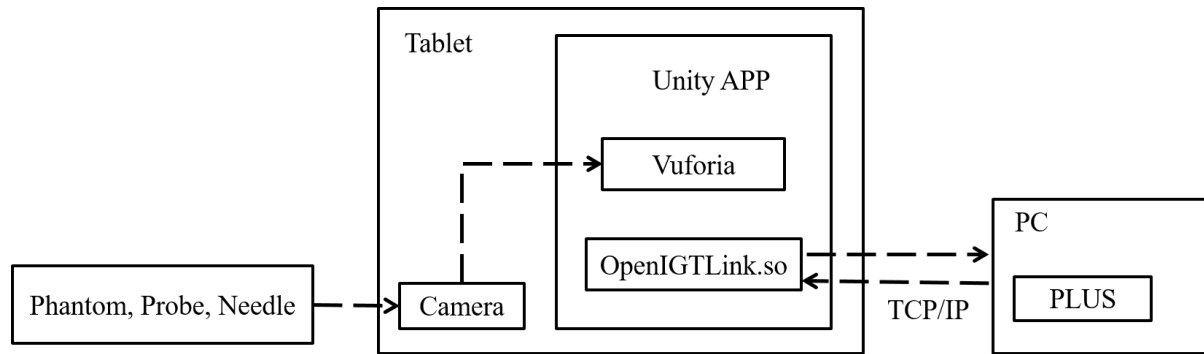 Tablet
Unity APP
Vuforia
PC
OpenIGTLink.so
Phantom, Probe, Needle
Camera
TCP/IP
PLUS